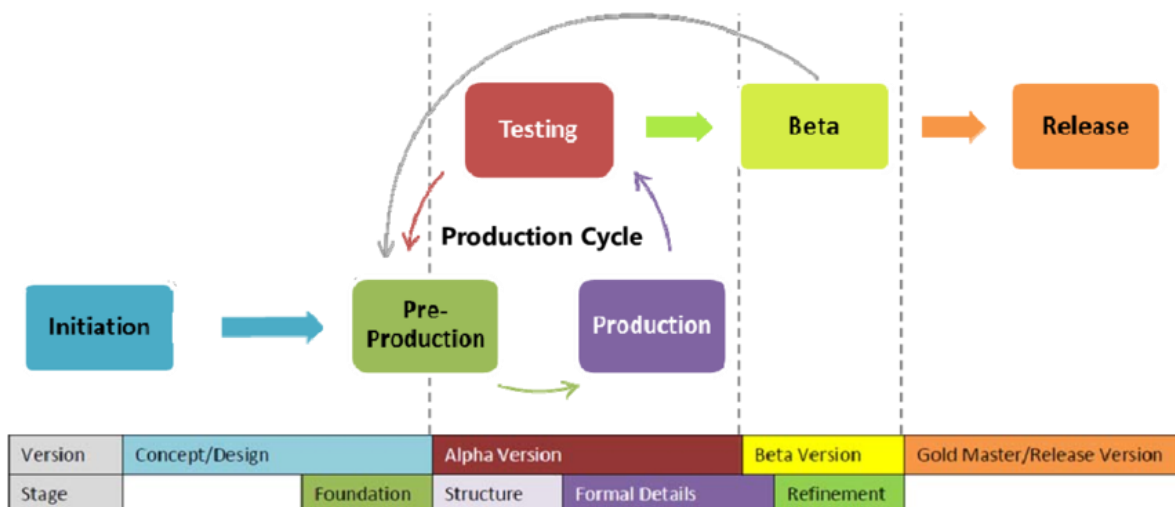 Testing
Beta
Release
Production Cycle
Initiation
Pre-
Production
Production
Version
Concept/Design
Alpha Version
Beta Version
Gold Master/Release Version
Stage
Foundation
Structure
Formal Details
Refinement